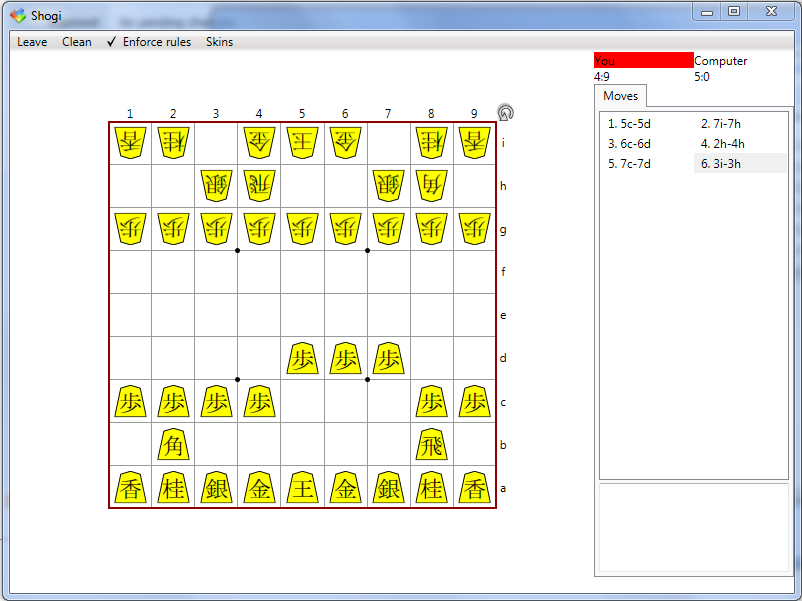 Shogi
Leave Clean ✓ Enforce rules Skins
You Computer
4:9 5:0
Moves
1. 5c-5d 2. 7i-7h
3. 6c-6d 4. 2h-4h
5. 7c-7d 6. 3i-3h
1 2 3 4 5 6 7 8 9
香 桂 金 王 金 桂 香 i
銀 飛 銀 角 h
歩 歩 歩 歩 歩 歩 歩 歩 歩 g
f
e
歩 歩 歩 d
歩 歩 歩 歩 歩 歩 c
角 飛 b
香 桂 銀 金 王 金 銀 桂 香 a